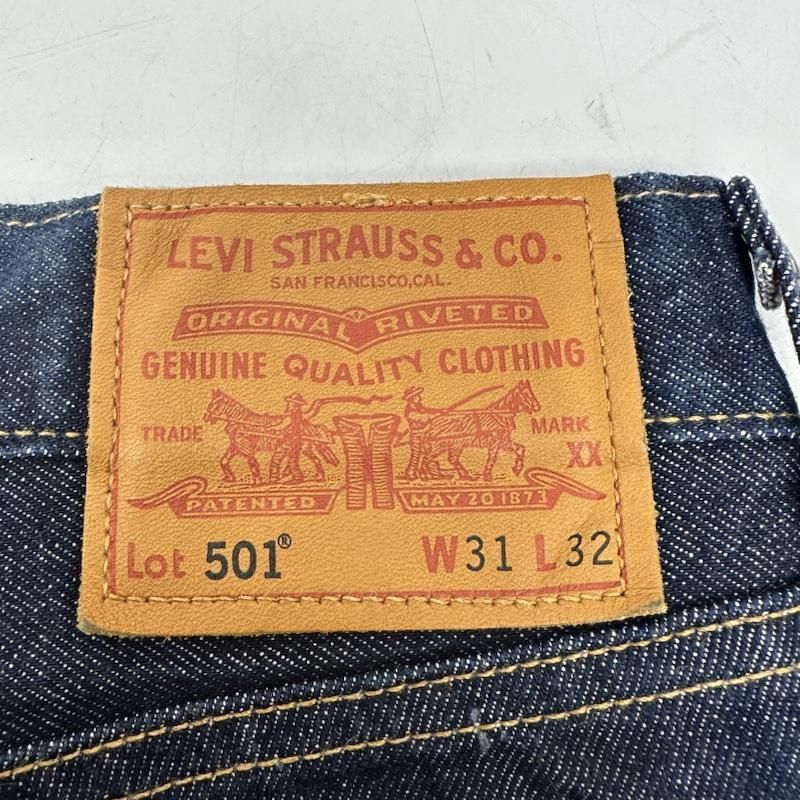 LEVI STRAUSS & CO.
SAN FRANCISCO, CAL.
ORIGINAL RIVETED
GENUINE QUALITY CLOTHING
TRADE MARK
XX
PATENTED MAY 20 1873
Lot 501® W31 L32